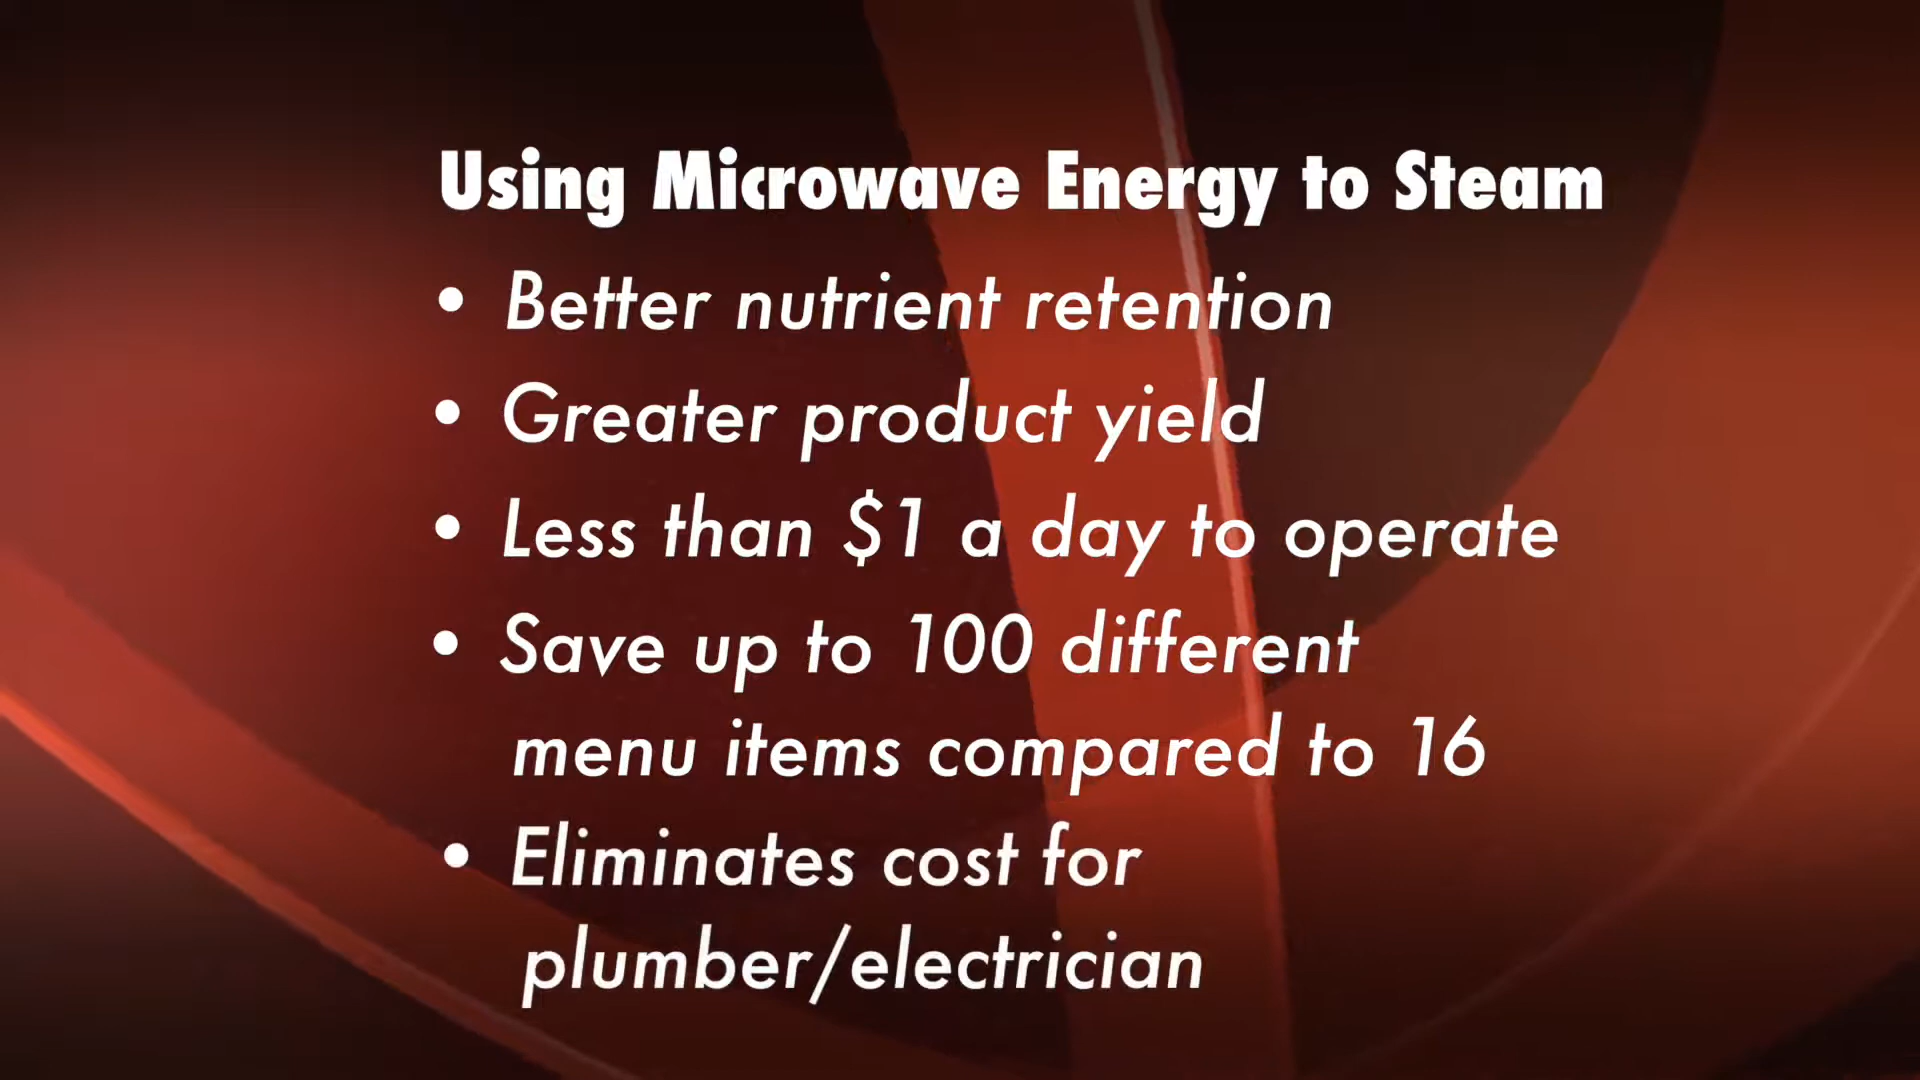 Using Microwave Energy to Steam
• Better nutrient retention
• Greater product yield
• Less than $1 a day to operate
• Save up to 100 different
menu items compared to 16
• Eliminates cost for
plumber/electrician